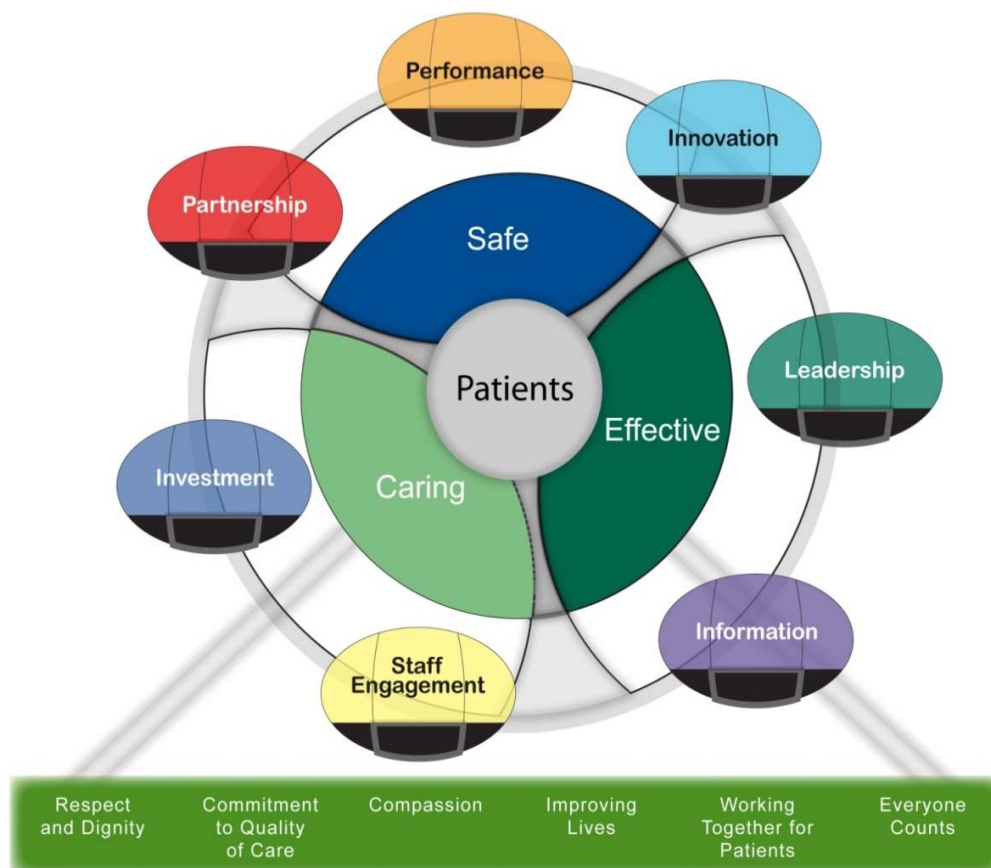 Performance
Innovation
Partnership
Safe
Leadership
Patients
Effective
Investment
Caring
Information
Staff
Engagement
Respect
and Dignity
Commitment
to Quality
of Care
Compassion
Improving
Lives
Working
Together for
Patients
Everyone
Counts